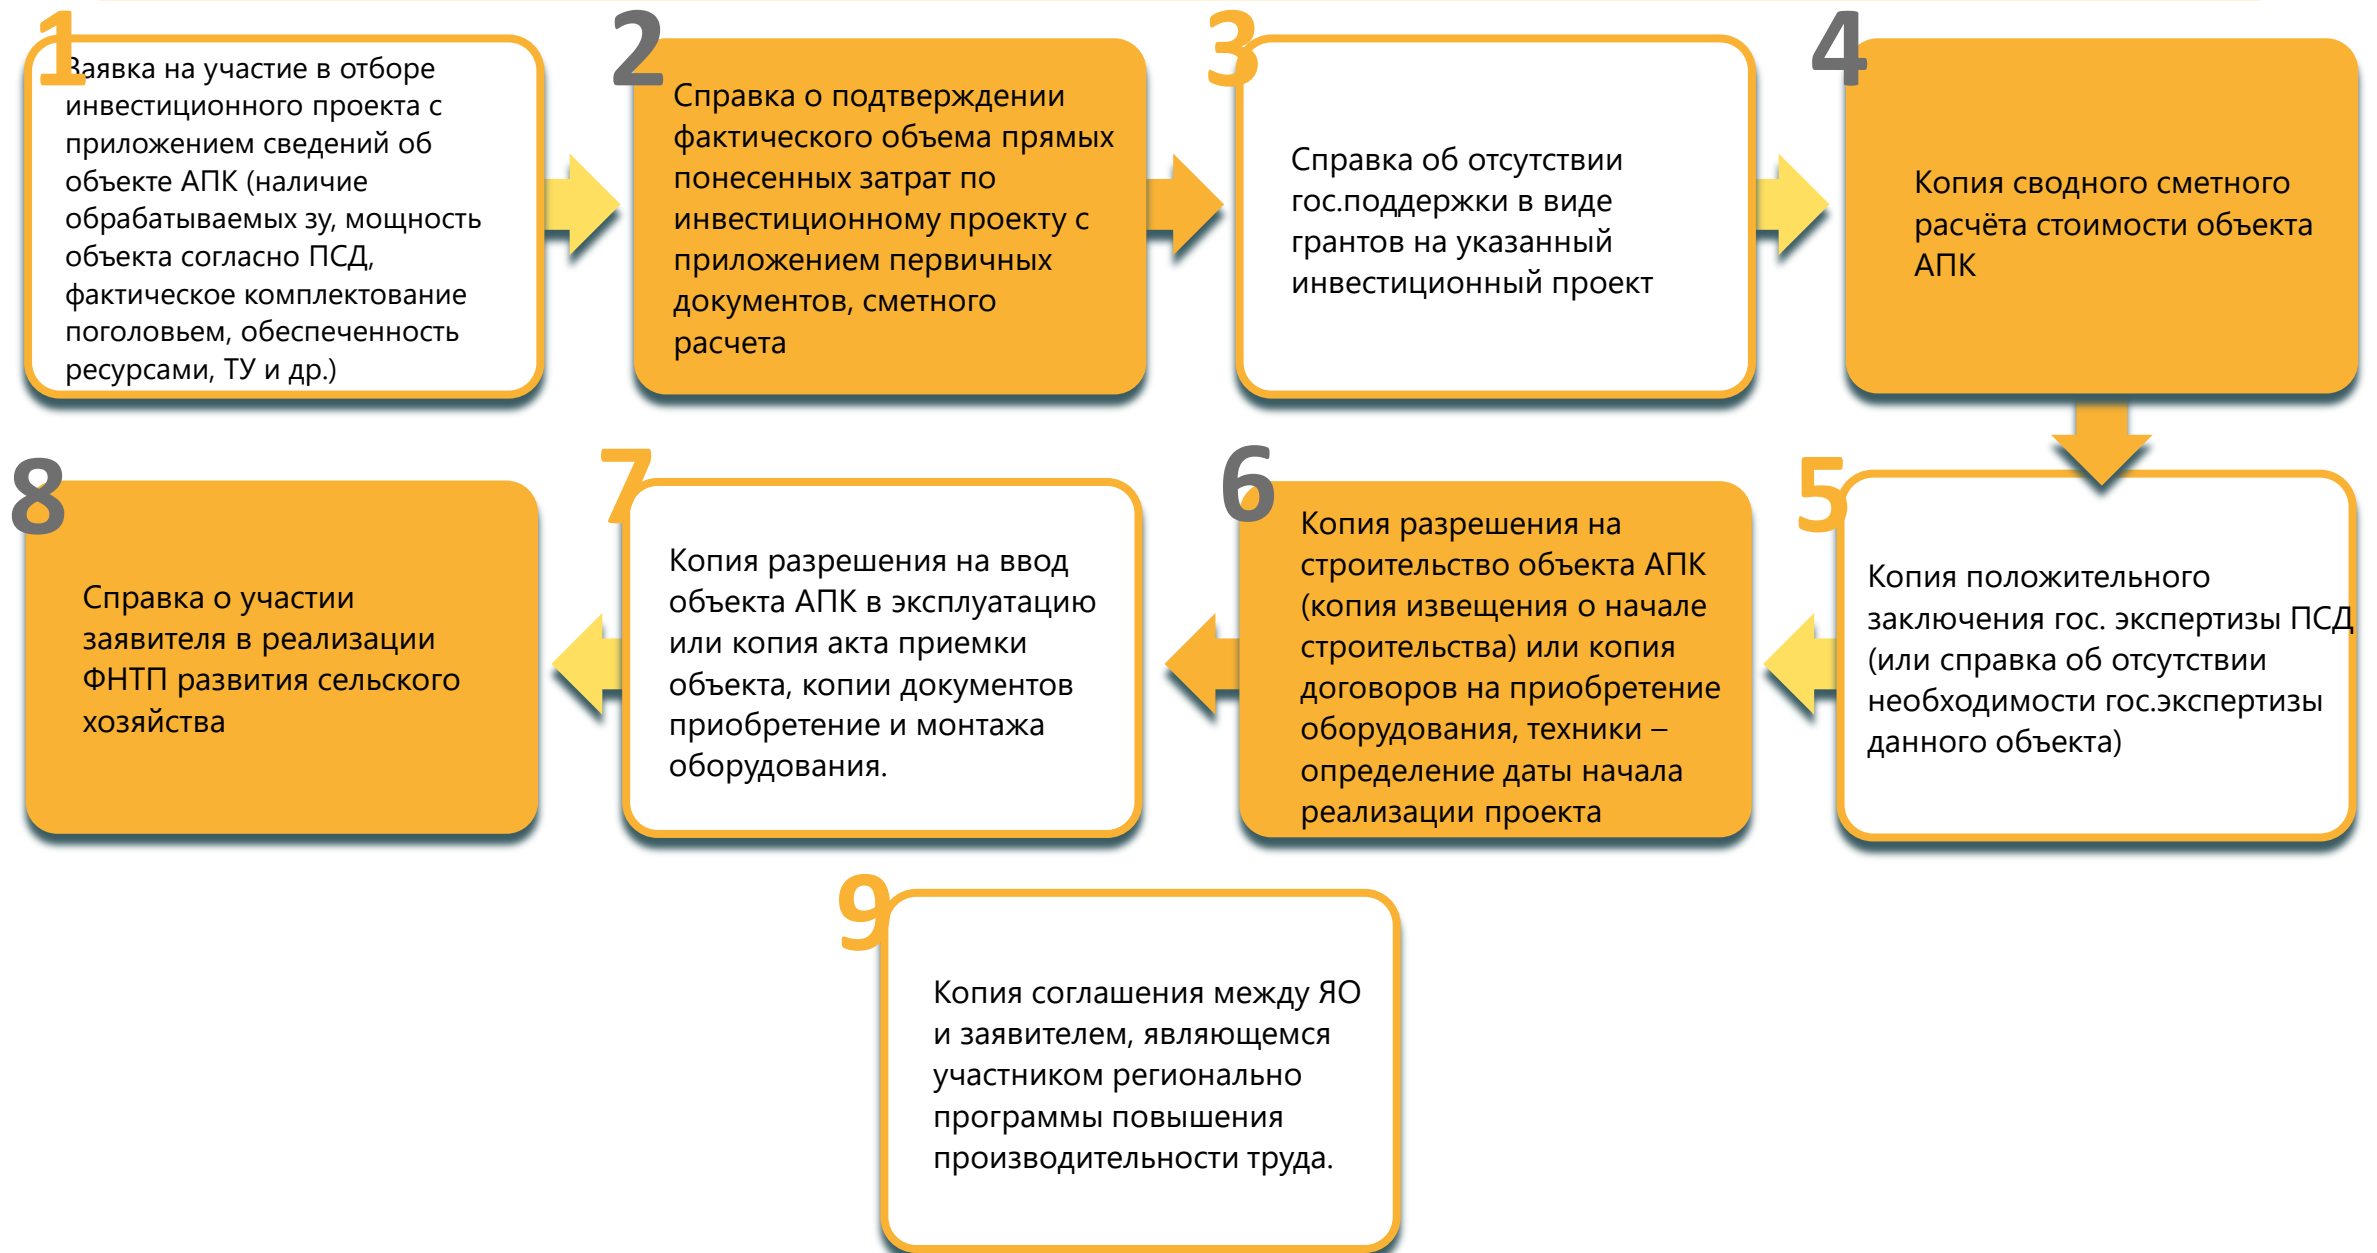 1
Заявка на участие в отборе
инвестиционного проекта с
приложением сведений об
объекте АПК (наличие
обрабатываемых зу, мощность
объекта согласно ПСД,
фактическое комплектование
поголовьем, обеспеченность
ресурсами, ТУ и др.)
2
Справка о подтверждении
фактического объема прямых
понесенных затрат по
инвестиционному проекту с
приложением первичных
документов, сметного
расчета
3
Справка об отсутствии
гос.поддержки в виде
грантов на указанный
инвестиционный проект
4
Копия сводного сметного
расчёта стоимости объекта
АПК
5
Копия положительного
заключения гос. экспертизы ПСД
(или справка об отсутствии
необходимости гос.экспертизы
данного объекта)
6
Копия разрешения на
строительство объекта АПК
(копия извещения о начале
строительства) или копия
договоров на приобретение
оборудования, техники –
определение даты начала
реализации проекта
7
Копия разрешения на ввод
объекта АПК в эксплуатацию
или копия акта приемки
объекта, копии документов
приобретение и монтажа
оборудования.
8
Справка о участии
заявителя в реализации
ФНТП развития сельского
хозяйства
9
Копия соглашения между ЯО
и заявителем, являющемся
участником регионально
программы повышения
производительности труда.